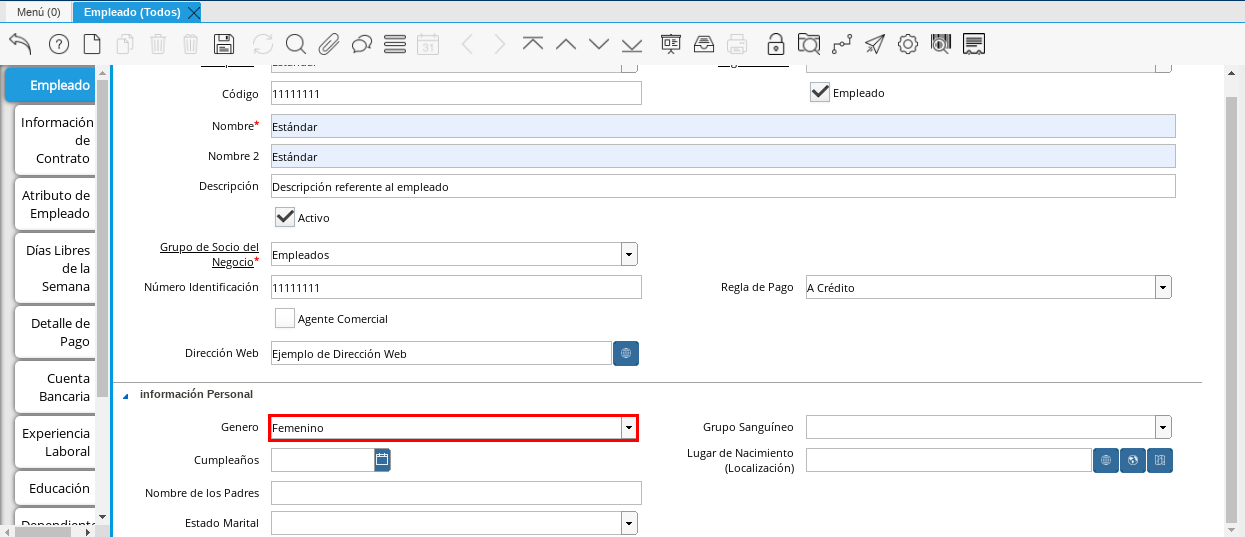 Menú (0)
Empleado (Todos)
31
Empleado
Información
de
Contrato
Atributo de
Empleado
Días Libres
de la
Semana
Detalle de
Pago
Cuenta
Bancaria
Experiencia
Laboral
Educación
Estándar
Código 11111111
Empleado
Nombre* Estándar
Nombre 2 Estándar
Descripción Descripción referente al empleado
Activo
Grupo de Socio del
Negocio* Empleados
Número Identificación 11111111
Regla de Pago A Crédito
Agente Comercial
Dirección Web Ejemplo de Dirección Web
información Personal
Genero Femenino
Grupo Sanguíneo
Cumpleaños
Lugar de Nacimiento
(Localización)
Nombre de los Padres
Estado Marital